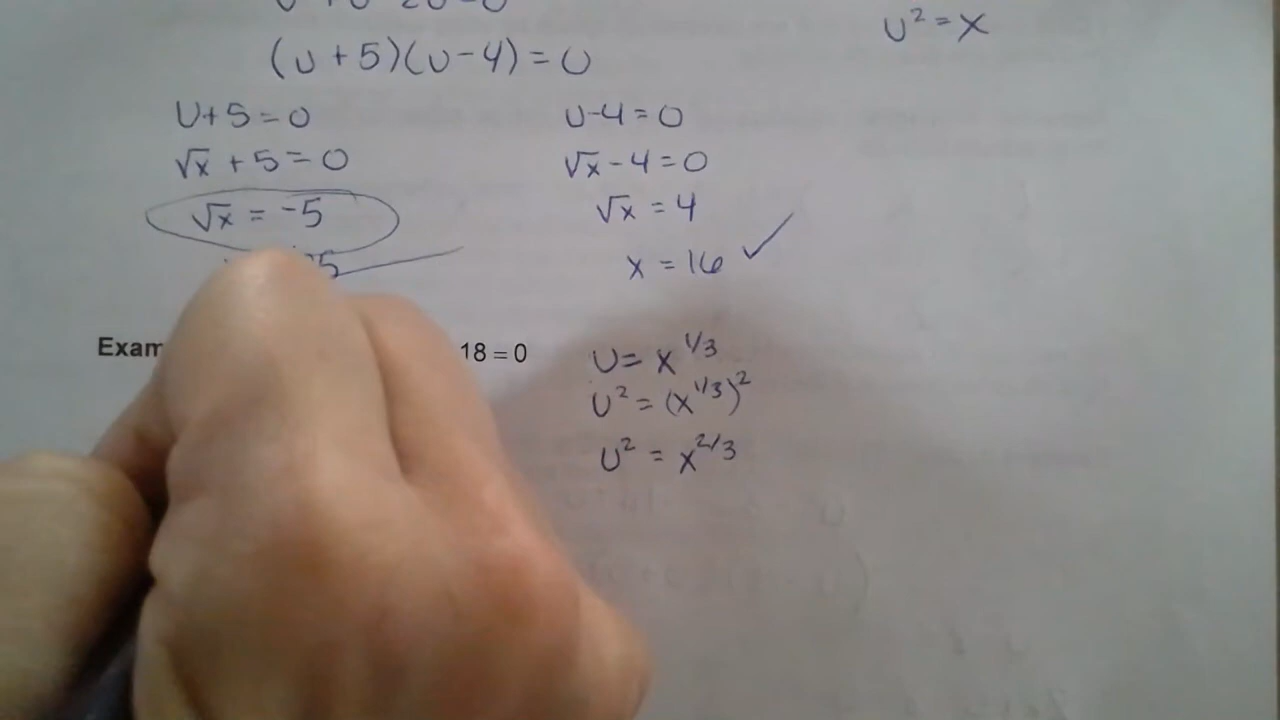 u² = x
(u + 5)(u - 4) = 0
u + 5 = 0
u - 4 = 0
√x + 5 = 0
√x - 4 = 0
√x = -5
√x = 4
x = 16 ✓
18 = 0
u = x^1/3
u² = (x^1/3)²
u² = x^2/3